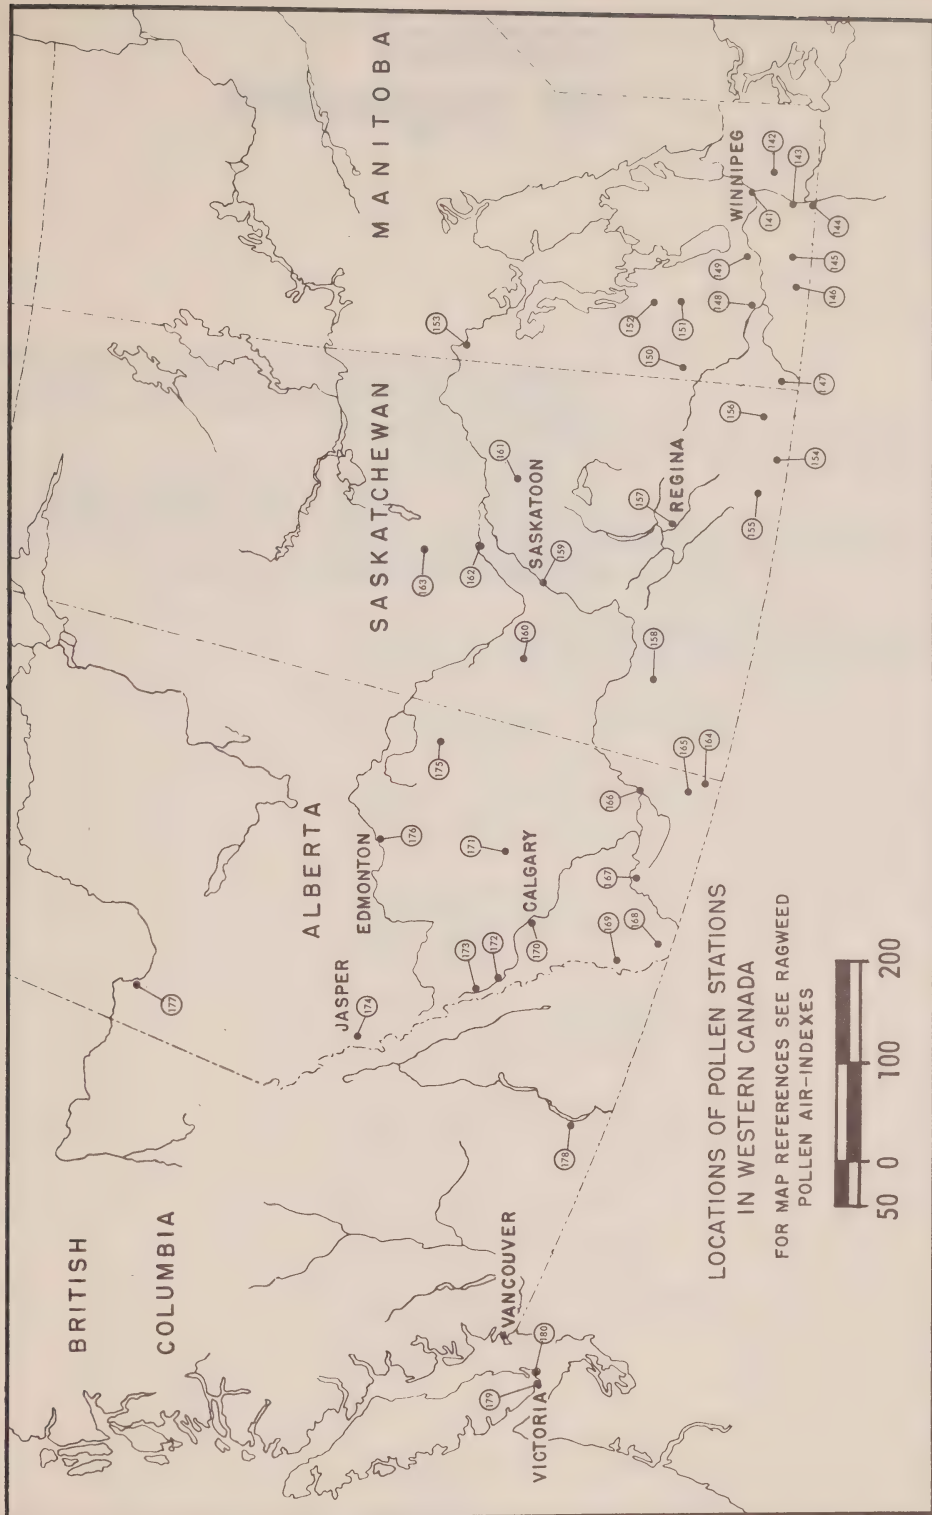 BRITISH
COLUMBIA
ALBERTA
SASKATCHEWAN
MANITOBA
JASPER
EDMONTON
CALGARY
SASKATOON
REGINA
WINNIPEG
VANCOUVER
VICTORIA
141
142
143
144
145
146
147
148
149
150
151
152
153
154
155
156
157
158
159
160
161
162
163
164
165
166
167
168
169
170
171
172
173
174
175
176
177
178
179
180
LOCATIONS OF POLLEN STATIONS
IN WESTERN CANADA
FOR MAP REFERENCES SEE RAGWEED
POLLEN AIR-INDEXES
50 0 100 200